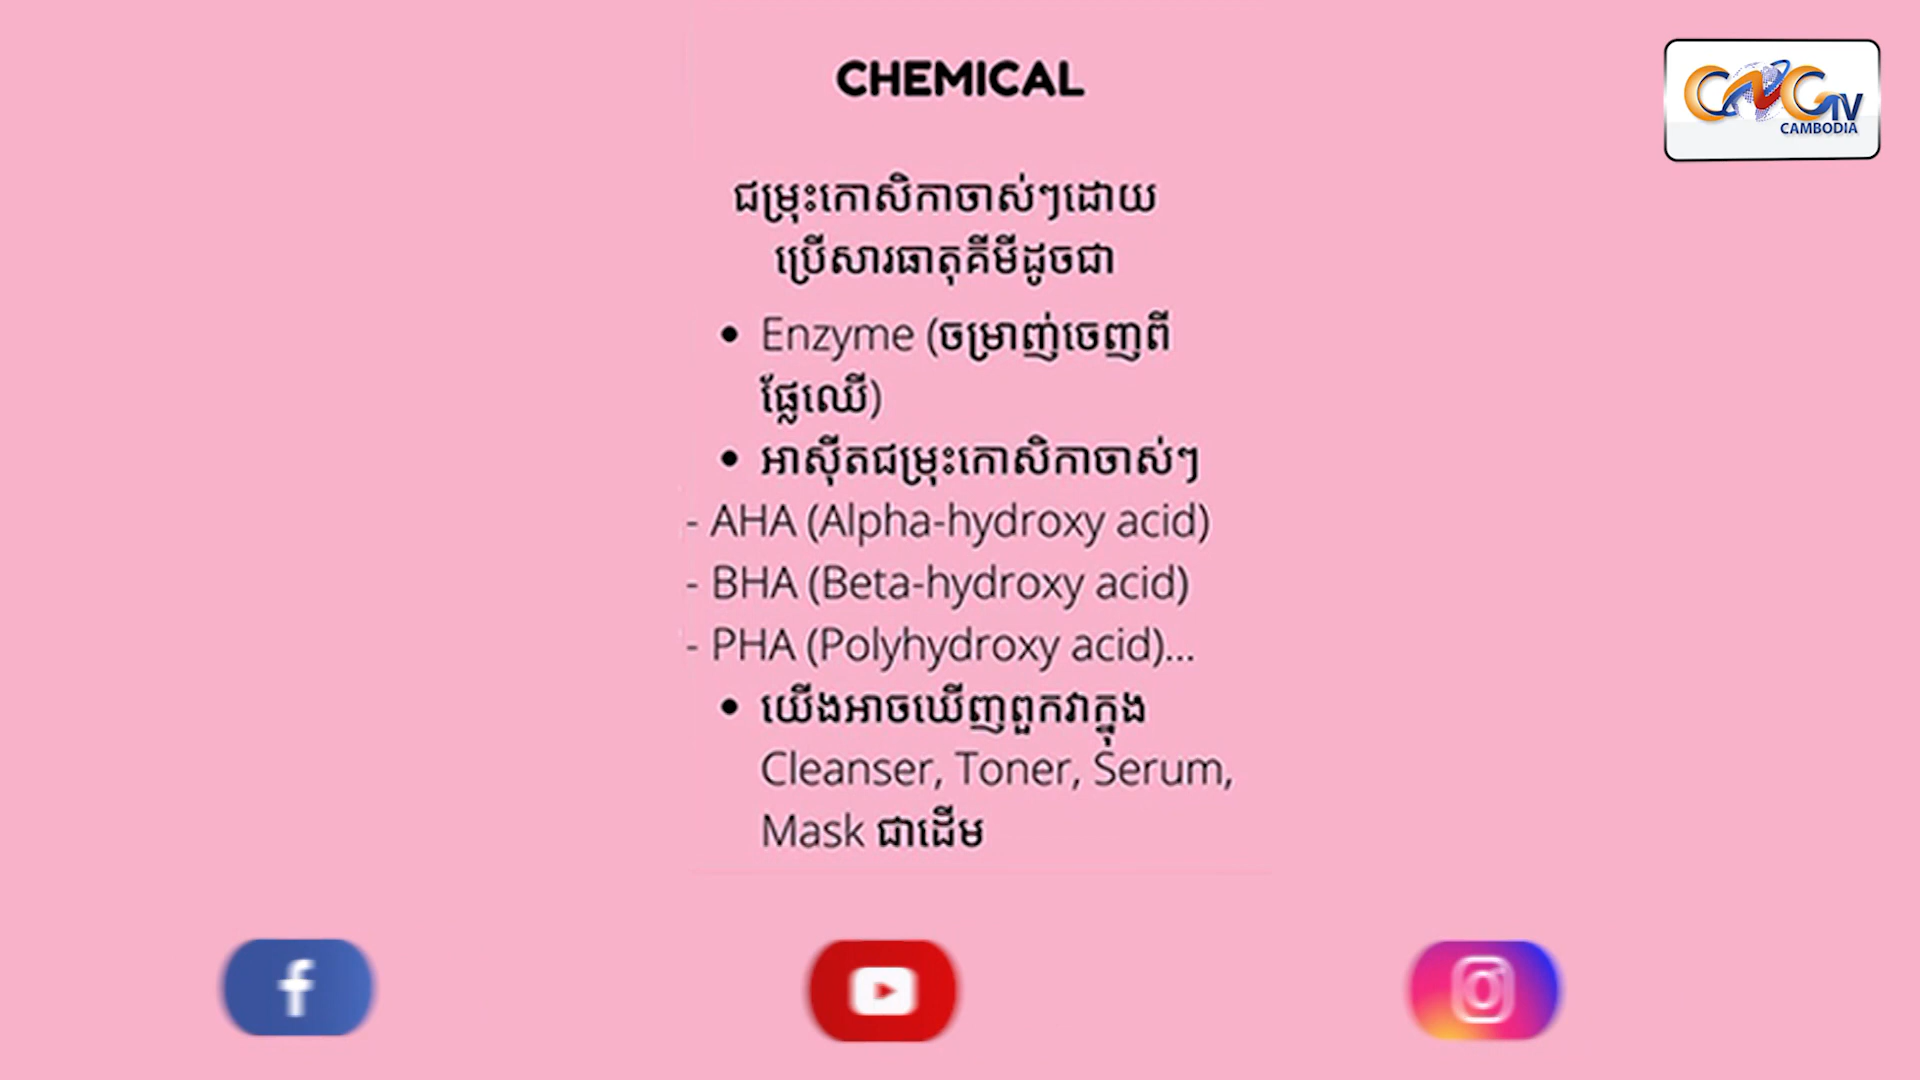 CHEMICAL
CNCTV
CAMBODIA
ជម្រុះកោសិកាចាស់ៗដោយ
ប្រើសារធាតុគីមីដូចជា
• Enzyme (ចម្រាញ់ចេញពី
ផ្លែឈើ)
• អាស៊ីតជម្រុះកោសិកាចាស់ៗ
- AHA (Alpha-hydroxy acid)
- BHA (Beta-hydroxy acid)
- PHA (Polyhydroxy acid)...
• យើងអាចឃើញពួកវាក្នុង
Cleanser, Toner, Serum,
Mask ជាដើម